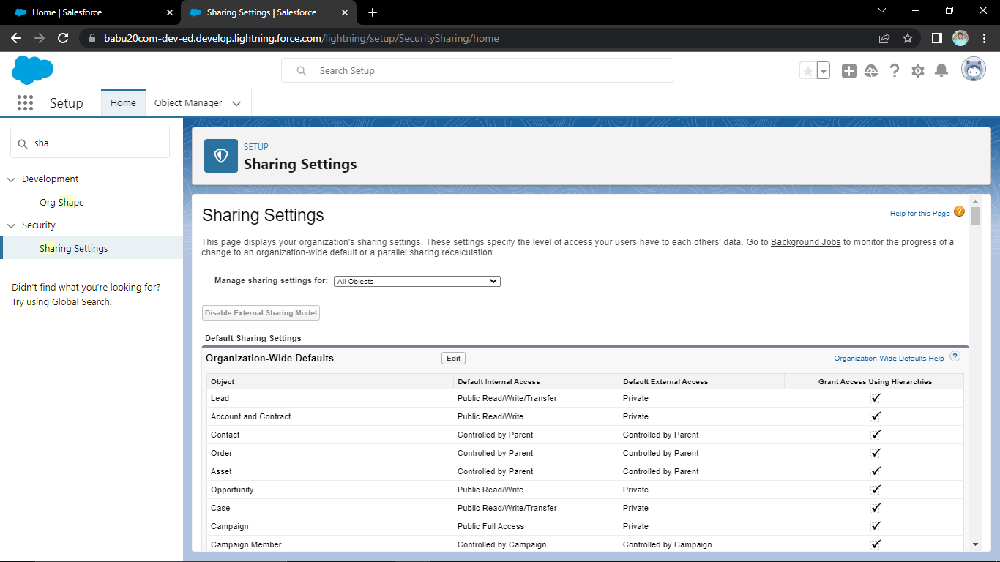 Home | Salesforce
Sharing Settings | Salesforce
babu20com-dev-ed.develop.lightning.force.com/lightning/setup/SecuritySharing/home
Search Setup
Setup
Home
Object Manager
sha
Development
Org Shape
Security
Sharing Settings
Didn't find what you're looking for?
Try using Global Search.
SETUP
Sharing Settings
Sharing Settings
Help for this Page ?
This page displays your organization's sharing settings. These settings specify the level of access your users have to each others' data. Go to Background Jobs to monitor the progress of a
change to an organization-wide default or a parallel sharing recalculation.
Manage sharing settings for: All Objects
Disable External Sharing Model
Default Sharing Settings
Organization-Wide Defaults Edit Organization-Wide Defaults Help ?
Object Default Internal Access Default External Access Grant Access Using Hierarchies
Lead Public Read/Write/Transfer Private ✓
Account and Contract Public Read/Write Private ✓
Contact Controlled by Parent Controlled by Parent ✓
Order Controlled by Parent Controlled by Parent ✓
Asset Controlled by Parent Controlled by Parent ✓
Opportunity Public Read/Write Private ✓
Case Public Read/Write/Transfer Private ✓
Campaign Public Full Access Private ✓
Campaign Member Controlled by Campaign Controlled by Campaign ✓